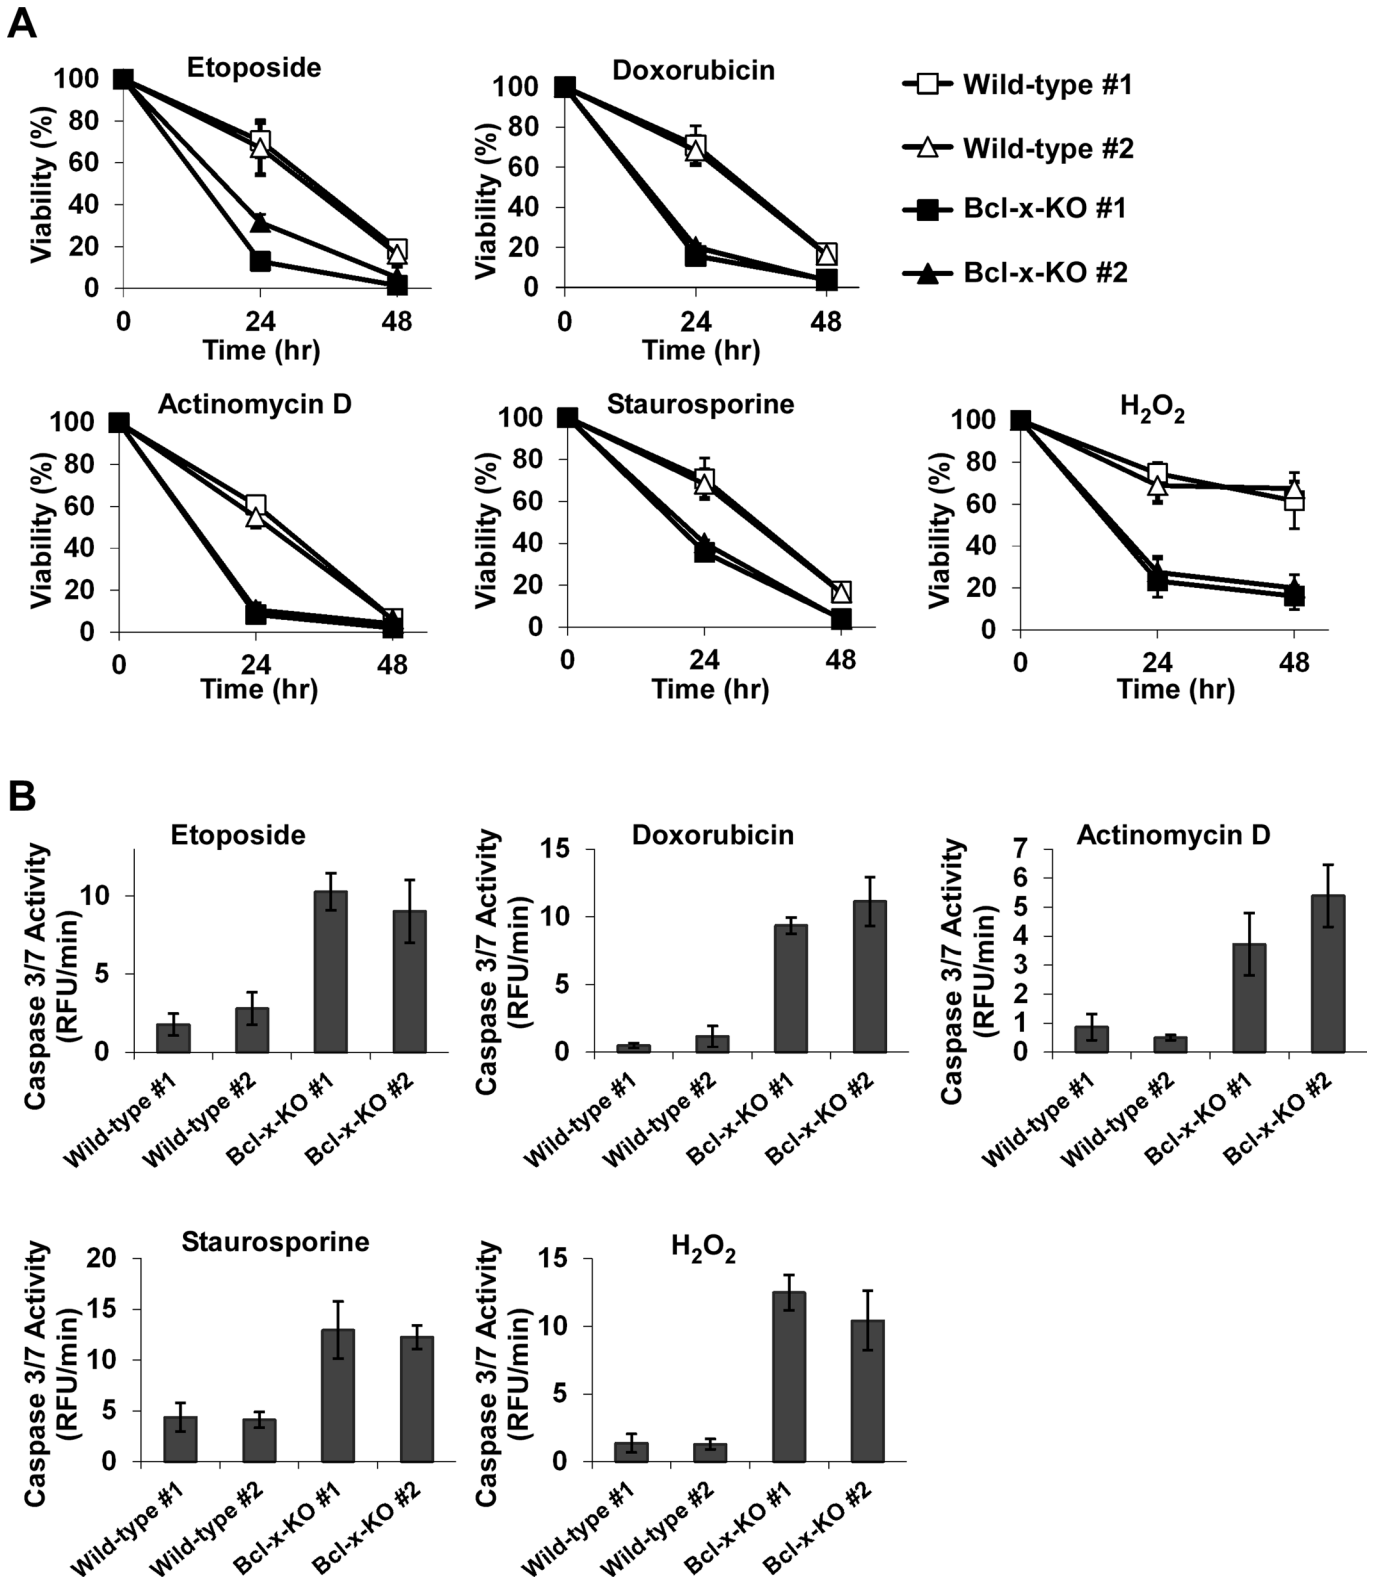 A
Etoposide
Viability (%)
100
80
60
40
20
0
0 24 48
Time (hr)
Doxorubicin
Viability (%)
100
80
60
40
20
0
0 24 48
Time (hr)
Wild-type #1
Wild-type #2
Bcl-x-KO #1
Bcl-x-KO #2
Actinomycin D
Viability (%)
100
80
60
40
20
0
0 24 48
Time (hr)
Staurosporine
Viability (%)
100
80
60
40
20
0
0 24 48
Time (hr)
H₂O₂
Viability (%)
100
80
60
40
20
0
0 24 48
Time (hr)
B
Etoposide
Caspase 3/7 Activity
(RFU/min)
10
5
0
Wild-type #1
Wild-type #2
Bcl-x-KO #1
Bcl-x-KO #2
Doxorubicin
Caspase 3/7 Activity
(RFU/min)
15
10
5
0
Wild-type #1
Wild-type #2
Bcl-x-KO #1
Bcl-x-KO #2
Actinomycin D
Caspase 3/7 Activity
(RFU/min)
7
6
5
4
3
2
1
0
Wild-type #1
Wild-type #2
Bcl-x-KO #1
Bcl-x-KO #2
Staurosporine
Caspase 3/7 Activity
(RFU/min)
20
15
10
5
0
Wild-type #1
Wild-type #2
Bcl-x-KO #1
Bcl-x-KO #2
H₂O₂
Caspase 3/7 Activity
(RFU/min)
15
10
5
0
Wild-type #1
Wild-type #2
Bcl-x-KO #1
Bcl-x-KO #2